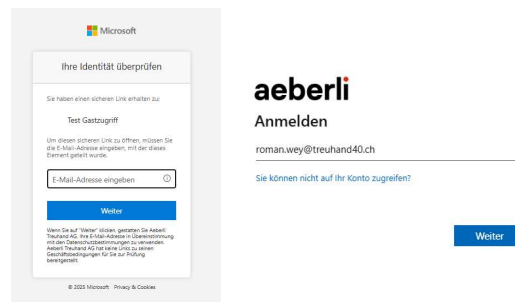 Microsoft
Ihre Identität überprüfen
Sie haben einen sicheren Link erhalten zu:
Test Gastzugriff
Um diesen sicheren Link zu öffnen, müssen Sie
die E-Mail-Adresse eingeben, mit der dieses
Element geteilt wurde.
E-Mail-Adresse eingeben
Weiter
Wenn Sie auf "Weiter" klicken, gestatten Sie Aeberli
Treuhand AG, Ihre E-Mail-Adresse in Übereinstimmung
mit den Datenschutzbestimmungen zu verwenden.
Aeberli Treuhand AG hat keine Links zu seinen
Geschäftsbedingungen für Sie zur Prüfung
bereitgestellt.
© 2025 Microsoft Privacy & Cookies
aeberli
Anmelden
roman.wey@treuhand40.ch
Sie können nicht auf Ihr Konto zugreifen?
Weiter